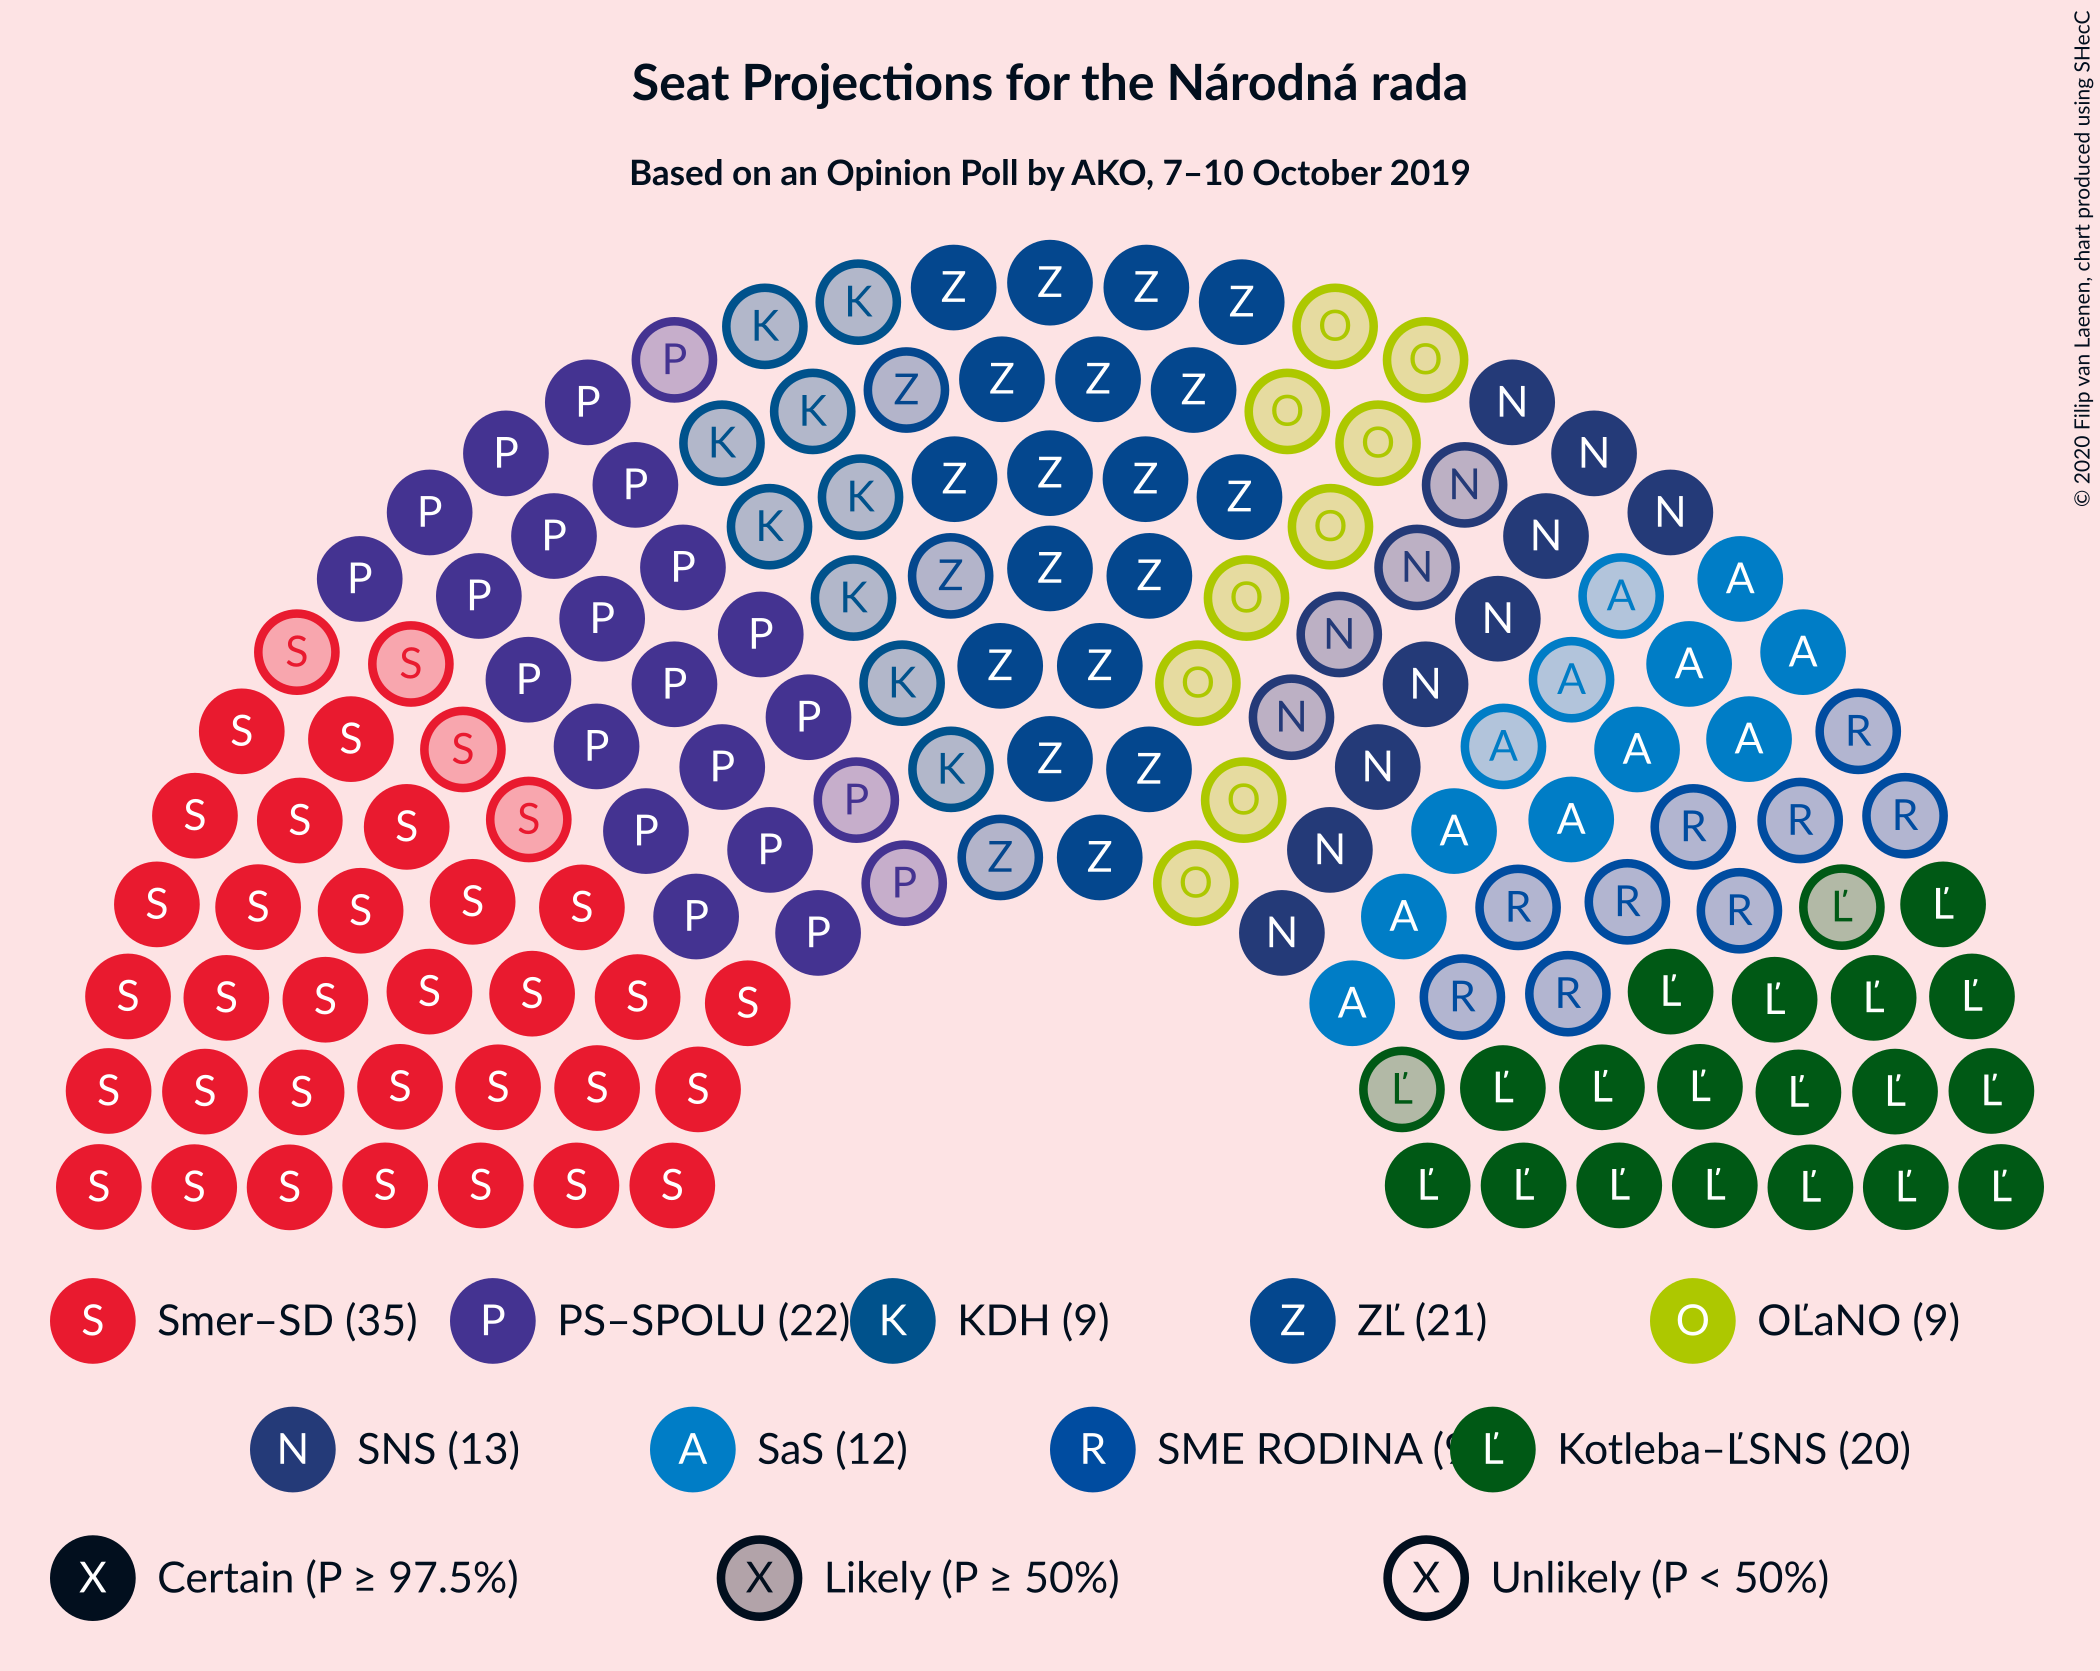 Seat Projections for the Národná rada
Based on an Opinion Poll by AKO, 7–10 October 2019
© 2020 Filip van Laenen, chart produced using SHecC
Z Z Z Z
K K O O
P P N N
P Z Z Z Z N
P K K O O N
P P K Z Z Z Z O N A
P P K K O N N A
S P P P Z Z Z O N N A A
S S P P P K K O N N A A
S S S P P P K Z Z O N N A A A R
S S S S P P P K Z Z O N N A A R R R
S S S S S P P P Z Z O N A R R R Ľ Ľ
S S S S S S S P N A R R Ľ Ľ Ľ Ľ
S S S S S S S Ľ Ľ Ľ Ľ Ľ Ľ Ľ
S S S S S S S Ľ Ľ Ľ Ľ Ľ Ľ Ľ
S Smer–SD (35) P PS–SPOLU (22) K KDH (9) Z ZĽ (21) O OĽaNO (9)
N SNS (13) A SaS (12) R SME RODINA ( Ľ Kotleba–ĽSNS (20)
X Certain (P ≥ 97.5%) X Likely (P ≥ 50%) X Unlikely (P < 50%)